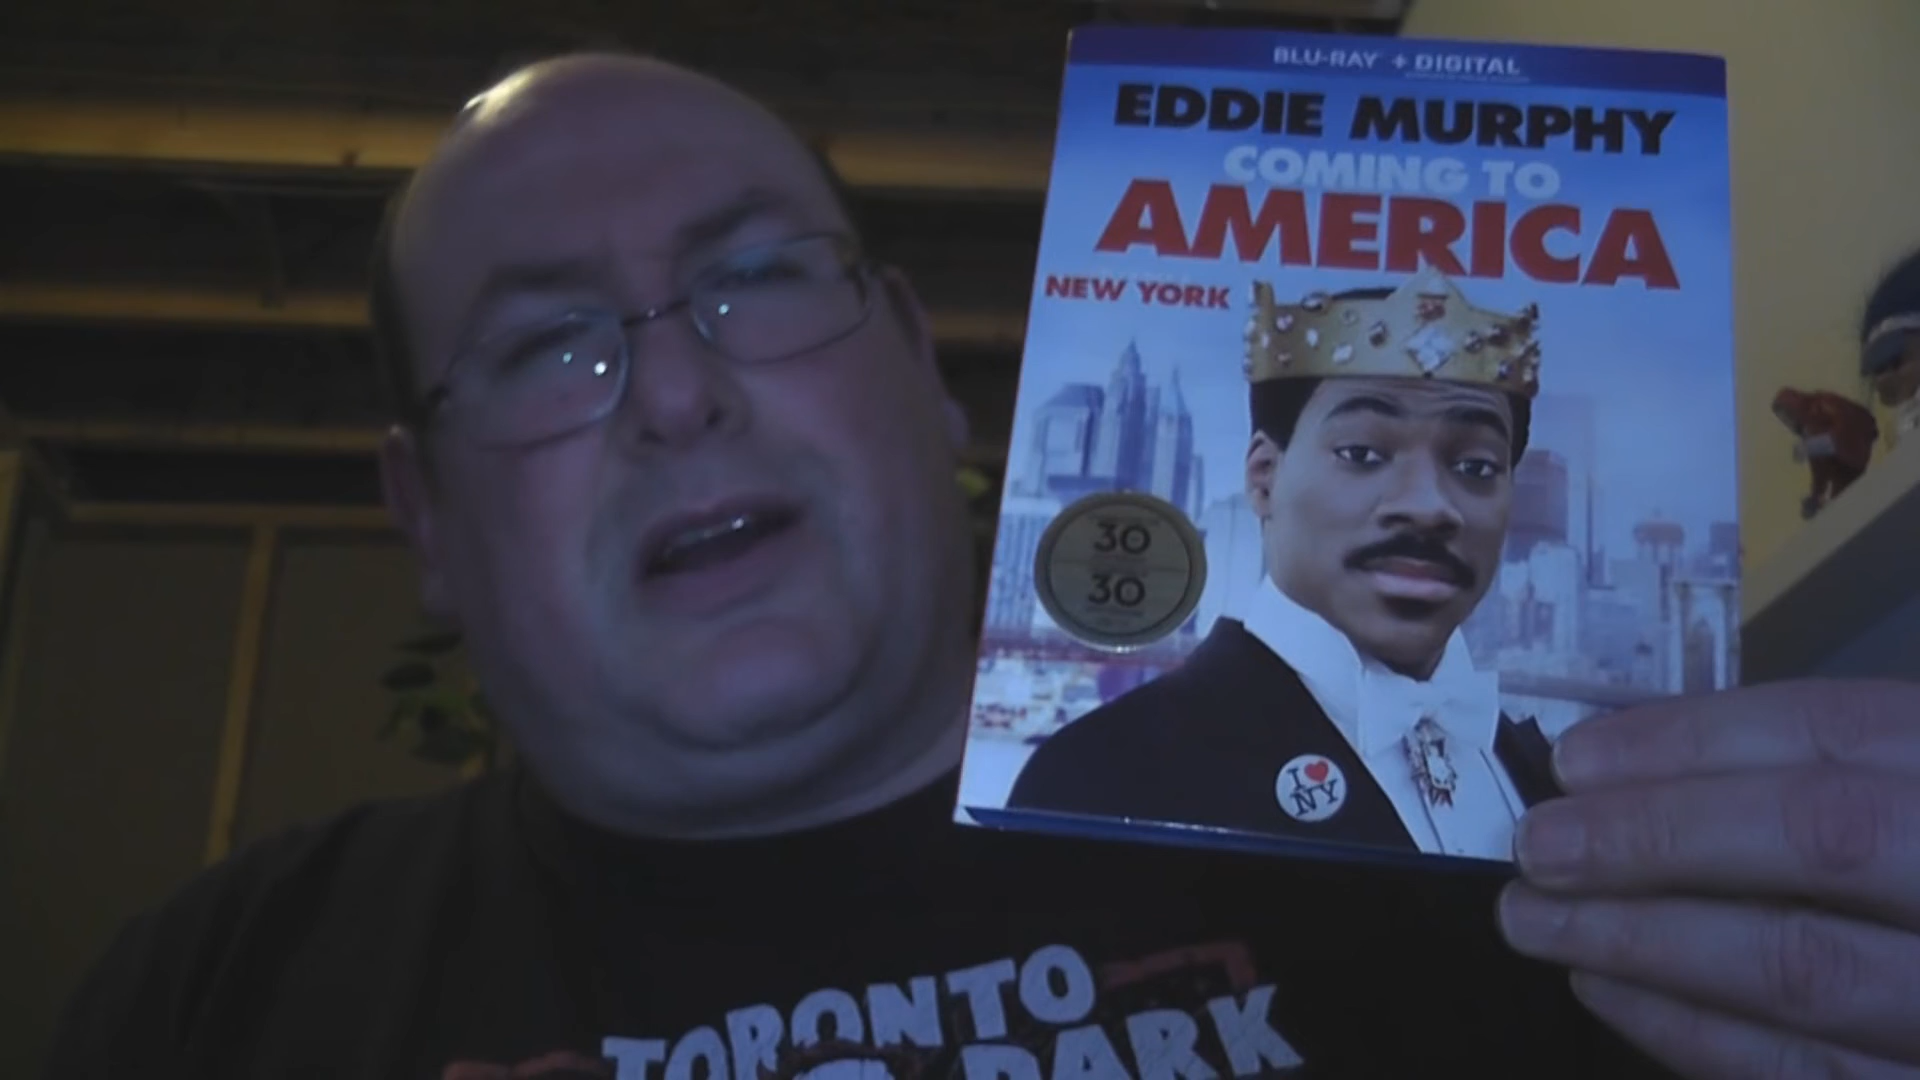 BLU-RAY + DIGITAL
EDDIE MURPHY
COMING TO
AMERICA
NEW YORK
30
30
I ♥
NY
TORONTO
DARK